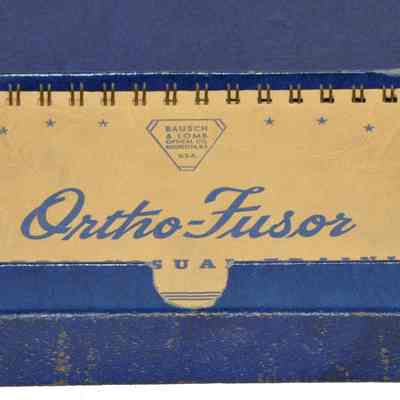 BAUSCH
& LOMB
OPTICAL CO.
ROCHESTER, N.Y.
U.S.A.
Ortho-Fusor